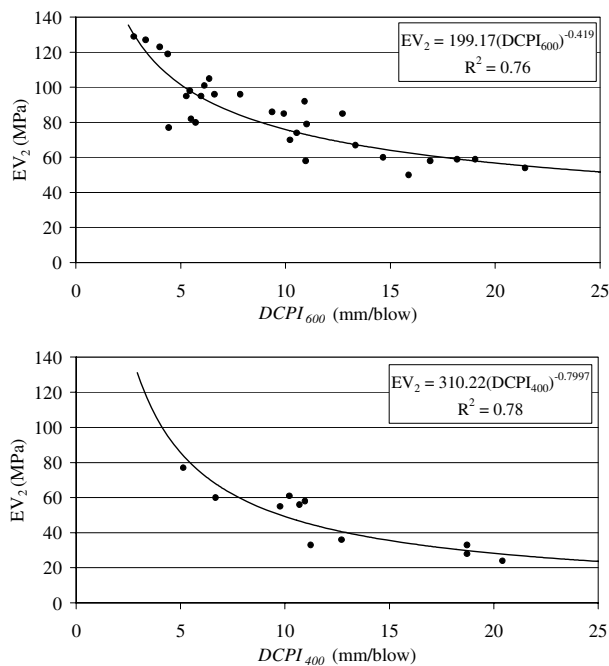 140
120
100
80
60
40
20
0
EV₂ (MPa)
EV₂ = 199.17(DCPI₆₀₀)⁻⁰·⁴¹⁹
R² = 0.76
0 5 10 15 20 25
DCPI₆₀₀ (mm/blow)
140
120
100
80
60
40
20
0
EV₂ (MPa)
EV₂ = 310.22(DCPI₄₀₀)⁻⁰·⁷⁹⁹⁷
R² = 0.78
0 5 10 15 20 25
DCPI₄₀₀ (mm/blow)